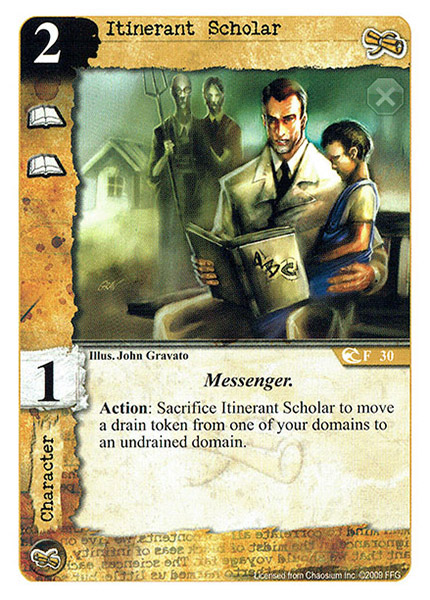 2
Itinerant Scholar
ABC
Illus. John Gravato
F 30
1
Messenger.
Action: Sacrifice Itinerant Scholar to move
a drain token from one of your domains to
an undrained domain.
Character
Licensed from Chaosium Inc. ©2009 FFG